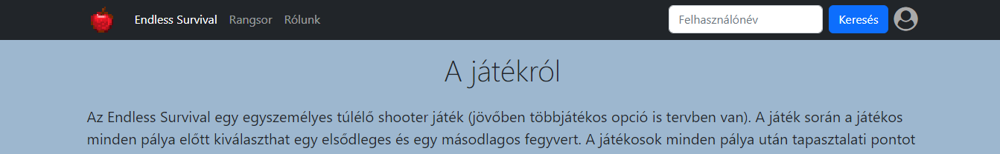 Endless Survival Rangsor Rólunk Felhasználónév Keresés
A játékról
Az Endless Survival egy egyszemélyes túlélő shooter játék (jövőben többjátékos opció is tervben van). A játék során a játékos
minden pálya előtt kiválaszthat egy elsődleges és egy másodlagos fegyvert. A játékosok minden pálya után tapasztalati pontot